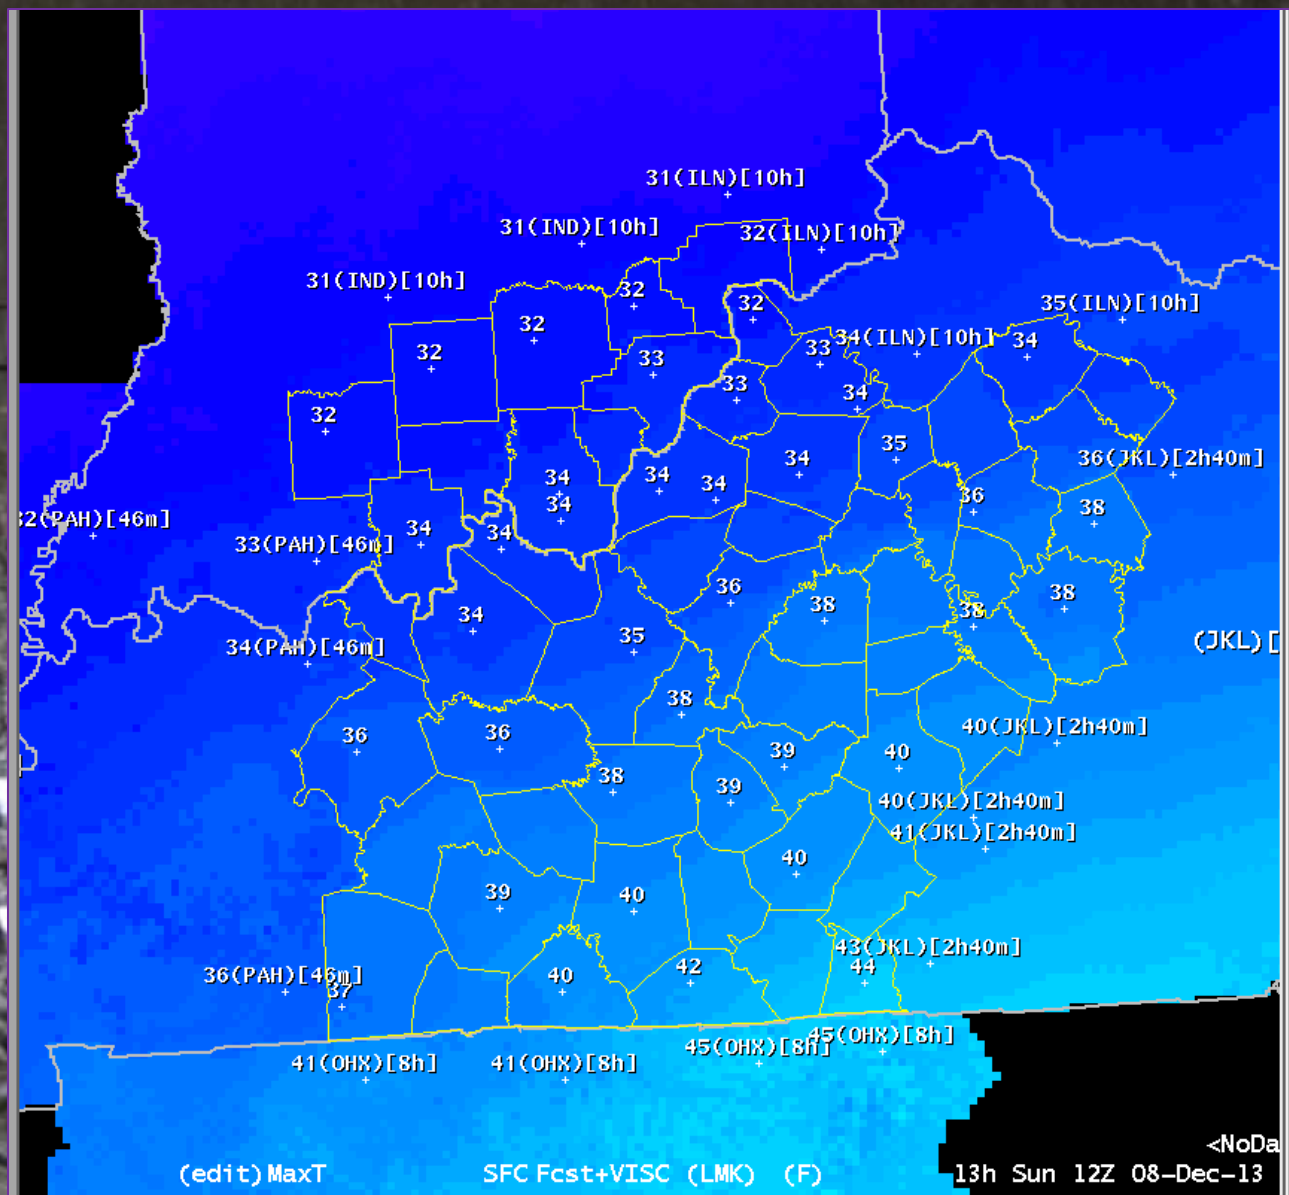 31(ILN)[10h]
31(IND)[10h]
32(ILN)[10h]
31(IND)[10h]
32
32
35(ILN)[10h]
32
33
34(ILN)[10h]
34
32
33
33
34
32
35
34
36(JKL)[2h40m]
34
34
34
36
34
38
32(PAH)[46m]
34
34
33(PAH)[46m]
36
38
38
34
38
35
34(PAH)[46m]
(JKL)[
38
40(JKL)[2h40m]
36
36
39
40
38
39
40(JKL)[2h40m]
41(JKL)[2h40m]
40
39
40
43(JKL)[2h40m]
36(PAH)[46m]
40
42
44
37
45(OHX)[8h]
45(OHX)[8h]
41(OHX)[8h]
41(OHX)[8h]
<NoDa
(edit)MaxT SFC Fcst+VISC (LMK) (F) 13h Sun 12Z 08-Dec-13